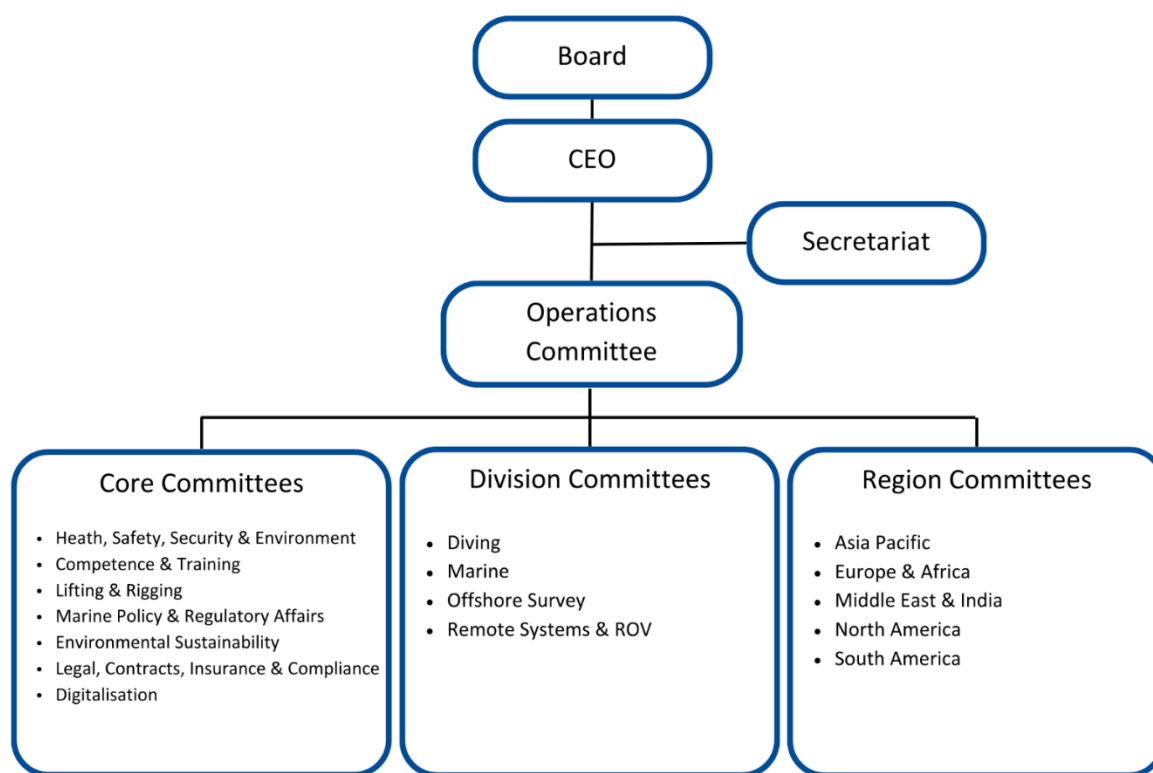 Board
CEO
Secretariat
Operations
Committee
Core Committees
• Heath, Safety, Security & Environment
• Competence & Training
• Lifting & Rigging
• Marine Policy & Regulatory Affairs
• Environmental Sustainability
• Legal, Contracts, Insurance & Compliance
• Digitalisation
Division Committees
• Diving
• Marine
• Offshore Survey
• Remote Systems & ROV
Region Committees
• Asia Pacific
• Europe & Africa
• Middle East & India
• North America
• South America